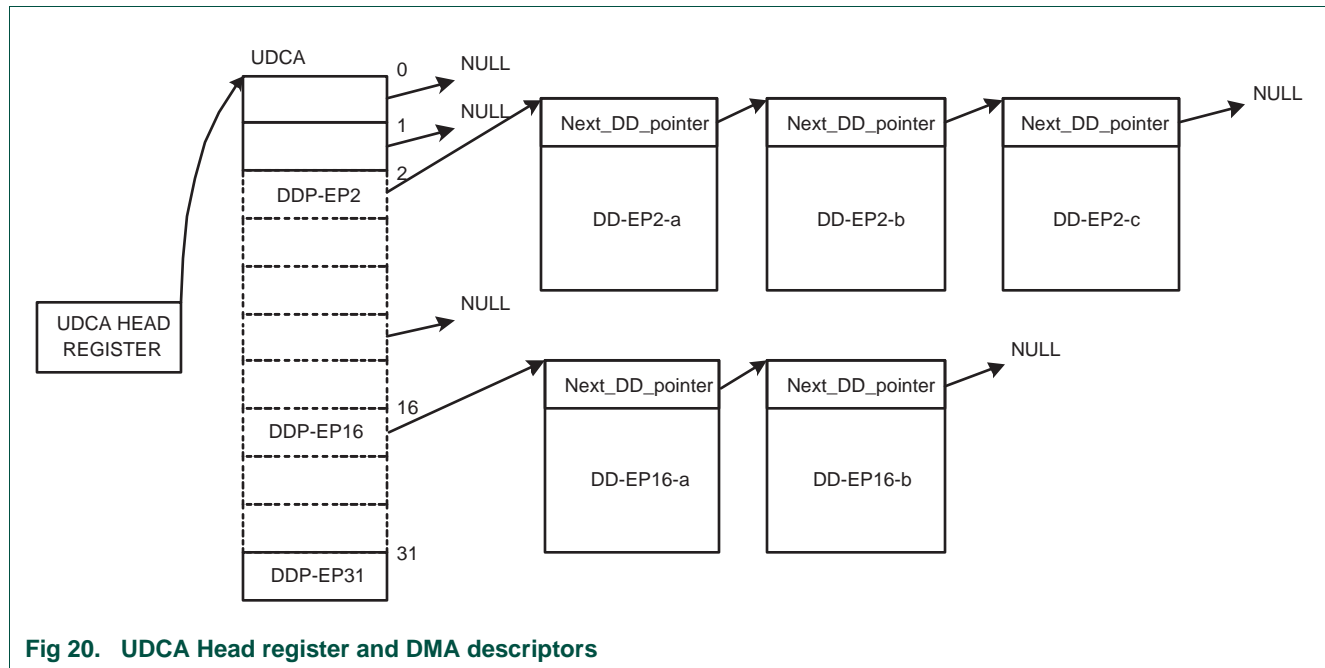 UDCA
0
NULL
1
NULL
2
DDP-EP2
Next_DD_pointer
Next_DD_pointer
Next_DD_pointer
NULL
DD-EP2-a
DD-EP2-b
DD-EP2-c
UDCA HEAD
REGISTER
NULL
16
DDP-EP16
Next_DD_pointer
Next_DD_pointer
NULL
DD-EP16-a
DD-EP16-b
31
DDP-EP31
Fig 20. UDCA Head register and DMA descriptors